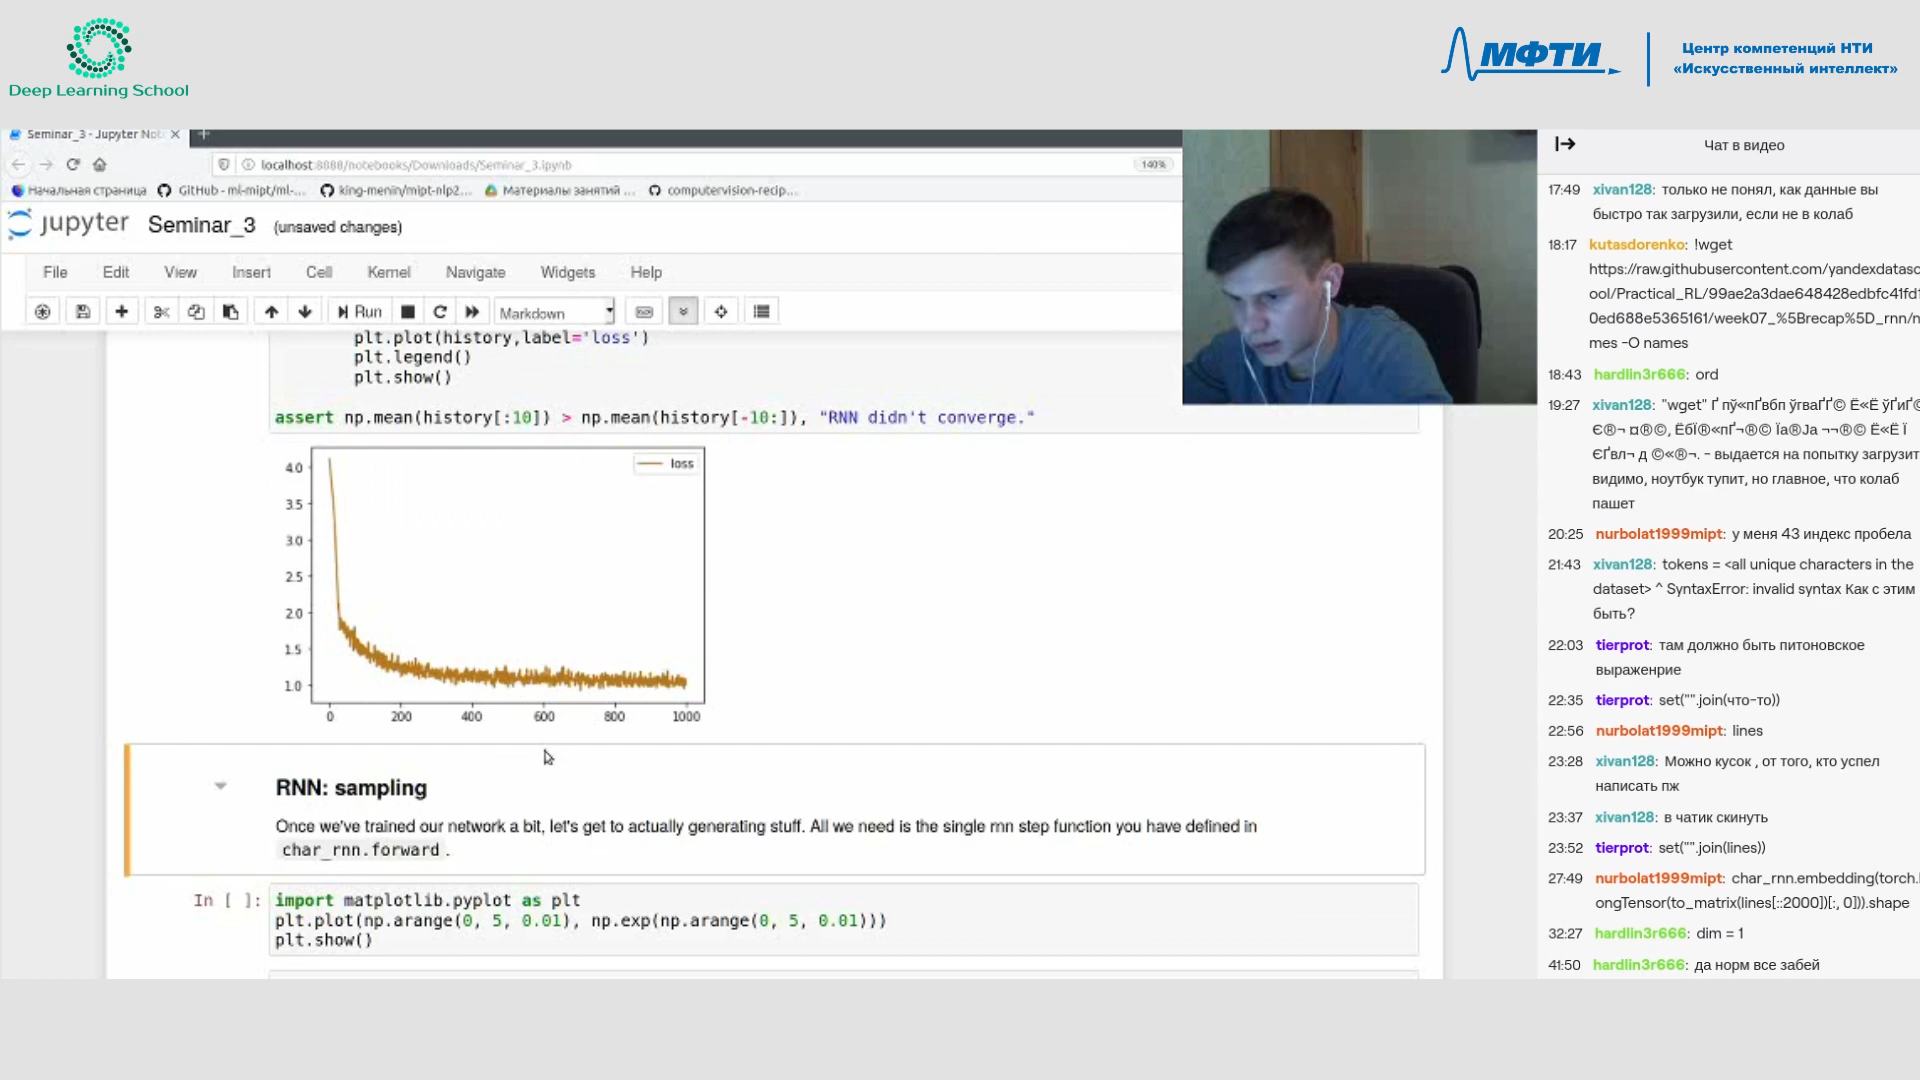 Deep Learning School
МФТИ
Центр компетенций НТИ
«Искусственный интеллект»
Seminar_3 - Jupyter Not
localhost:8888/notebooks/Downloads/Seminar_3.ipynb
140%
Начальная страница GitHub - ml-mipt/ml-... king-menin/mipt-nlp2... Материалы занятий ... computervision-recip...
jupyter Seminar_3 (unsaved changes)
File Edit View Insert Cell Kernel Navigate Widgets Help
Run Markdown
plt.plot(history,label='loss')
plt.legend()
plt.show()
assert np.mean(history[:10]) > np.mean(history[-10:]), "RNN didn't converge."
loss
4.0
3.5
3.0
2.5
2.0
1.5
1.0
0 200 400 600 800 1000
RNN: sampling
Once we've trained our network a bit, let's get to actually generating stuff. All we need is the single rnn step function you have defined in
char_rnn.forward .
In [ ]:
import matplotlib.pyplot as plt
plt.plot(np.arange(0, 5, 0.01), np.exp(np.arange(0, 5, 0.01)))
plt.show()
Чат в видео
17:49 xivan128: только не понял, как данные вы
быстро так загрузили, если не в колаб
18:17 kutasdorenko: !wget
https://raw.githubusercontent.com/yandexdatasc
ool/Practical_RL/99ae2a3dae648428edbfc41fd1
0ed688e5365161/week07_%5Brecap%5D_rnn/n
mes -O names
18:43 hardlin3r666: ord
19:27 xivan128: "wget"
видимо, ноутбук тупит, но главное, что колаб
пашет
20:25 nurbolat1999mipt: у меня 43 индекс пробела
21:43 xivan128: tokens = <all unique characters in the
dataset> ^ SyntaxError: invalid syntax Как с этим
быть?
22:03 tierprot: там должно быть питоновское
выраженрие
22:35 tierprot: set("".join(что-то))
22:56 nurbolat1999mipt: lines
23:28 xivan128: Можно кусок , от того, кто успел
написать пж
23:37 xivan128: в чатик скинуть
23:52 tierprot: set("".join(lines))
27:49 nurbolat1999mipt: char_rnn.embedding(torch.
ongTensor(to_matrix(lines[::2000])[:, 0])).shape
32:27 hardlin3r666: dim = 1
41:50 hardlin3r666: да норм все забей